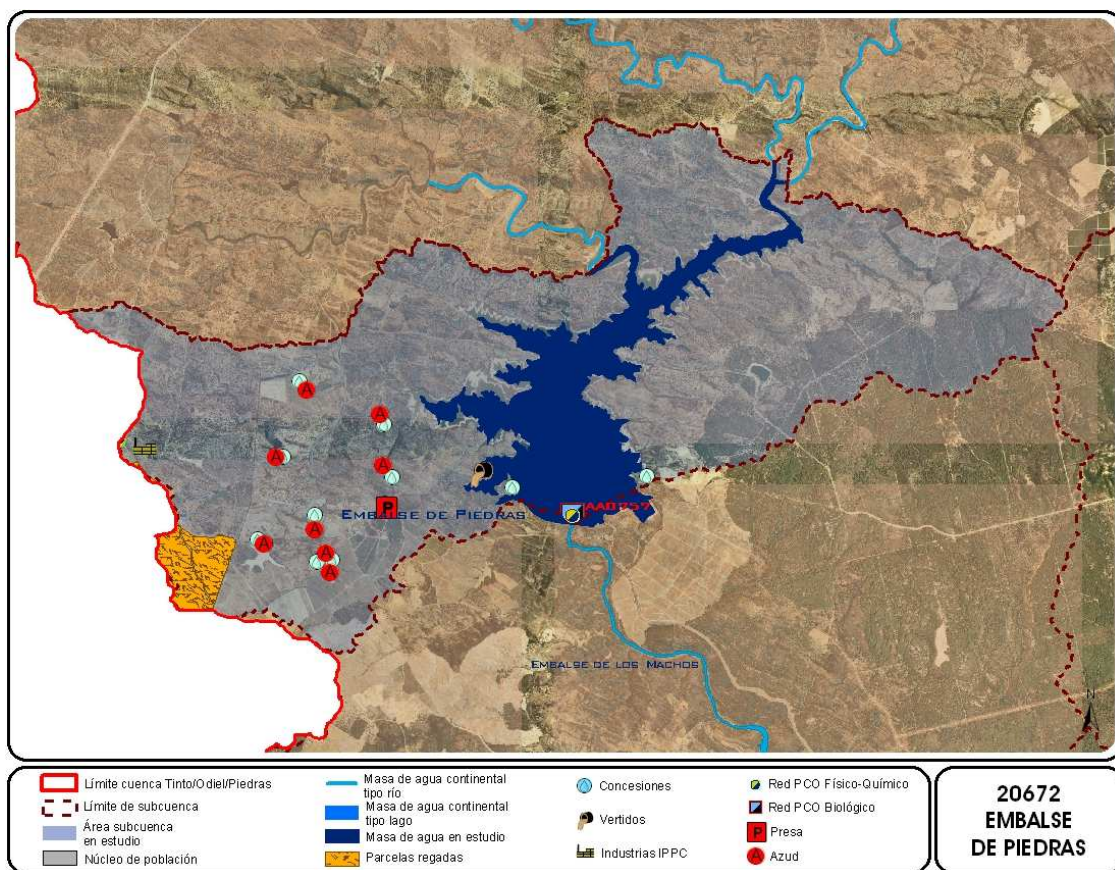 N
AA0959
EMBALSE DE PIEDRAS
EMBALSE DE LOS MACHOS
A
A
A
A
A
A
A
A
P
Límite cuenca Tinto/Odiel/Piedras
Límite de subcuenca
Área subcuenca
en estudio
Núcleo de población
Masa de agua continental
tipo río
Masa de agua continental
tipo lago
Masa de agua en estudio
Parcelas regadas
Concesiones
Vertidos
Industrias IPPC
Red PCO Físico-Químico
Red PCO Biológico
P Presa
A Azud
20672
EMBALSE
DE PIEDRAS